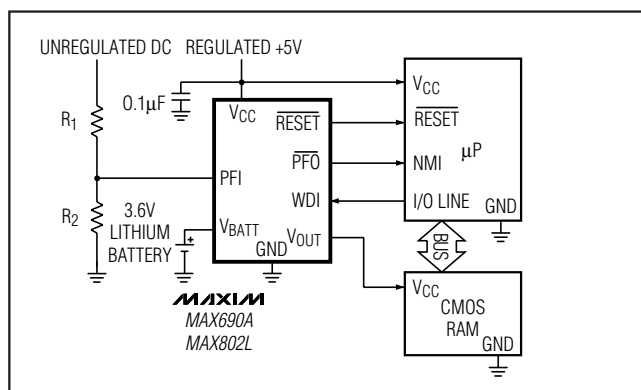 UNREGULATED DC
REGULATED +5V
0.1µF
VCC
VCC
R1
RESET
RESET
µP
PFO
NMI
PFI
WDI
I/O LINE
GND
R2
3.6V
LITHIUM
BATTERY
VBATT
VOUT
GND
BUS
VCC
CMOS
RAM
GND
MAXIM
MAX690A
MAX802L